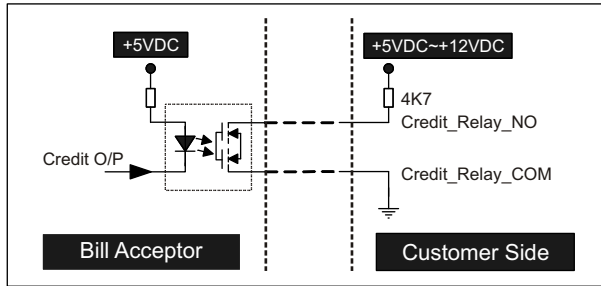 +5VDC
+5VDC~+12VDC
4K7
Credit_Relay_NO
Credit O/P
Credit_Relay_COM
Bill Acceptor
Customer Side